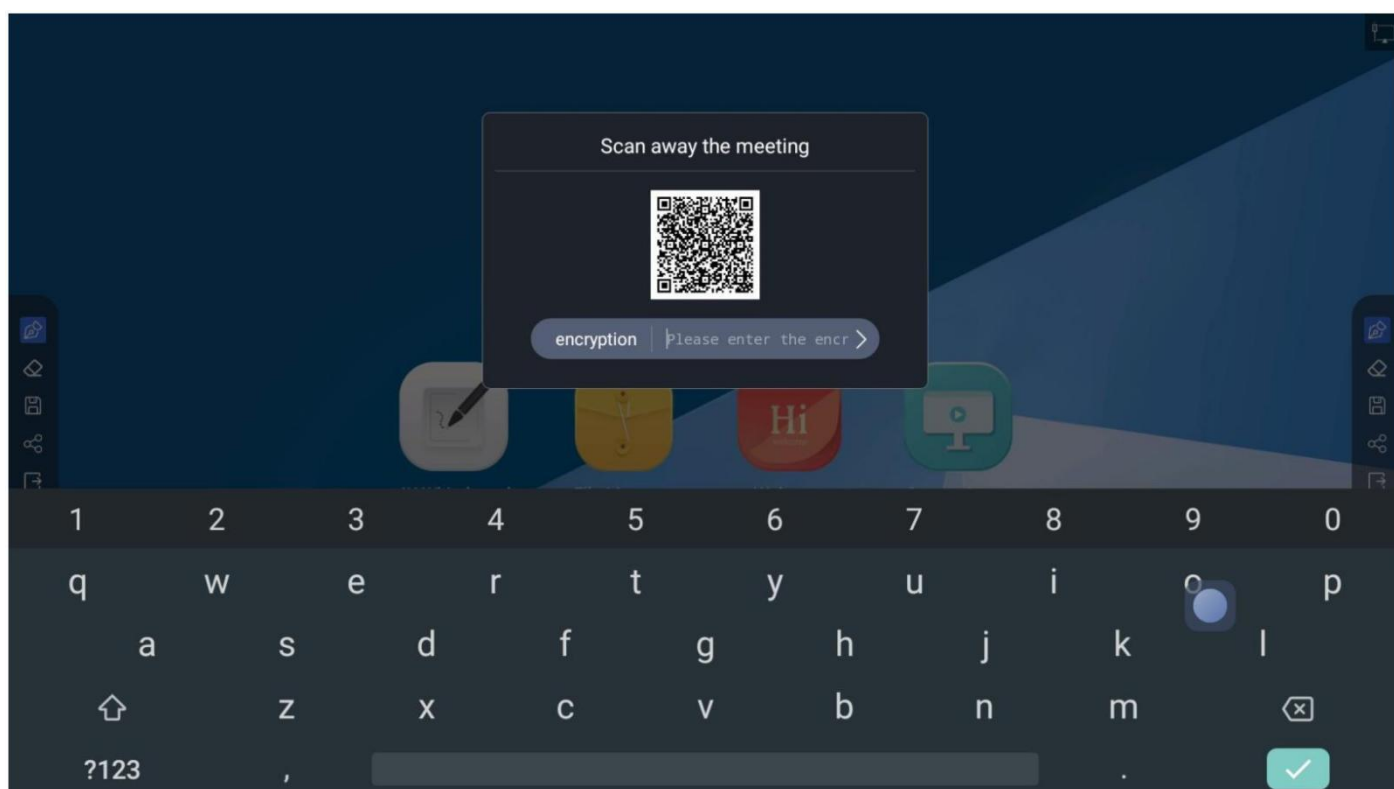 Scan away the meeting
encryption
Please enter the encr
Hi
1 2 3 4 5 6 7 8 9 0
q w e r t y u i o p
a s d f g h j k l
z x c v b n m
?123 , .